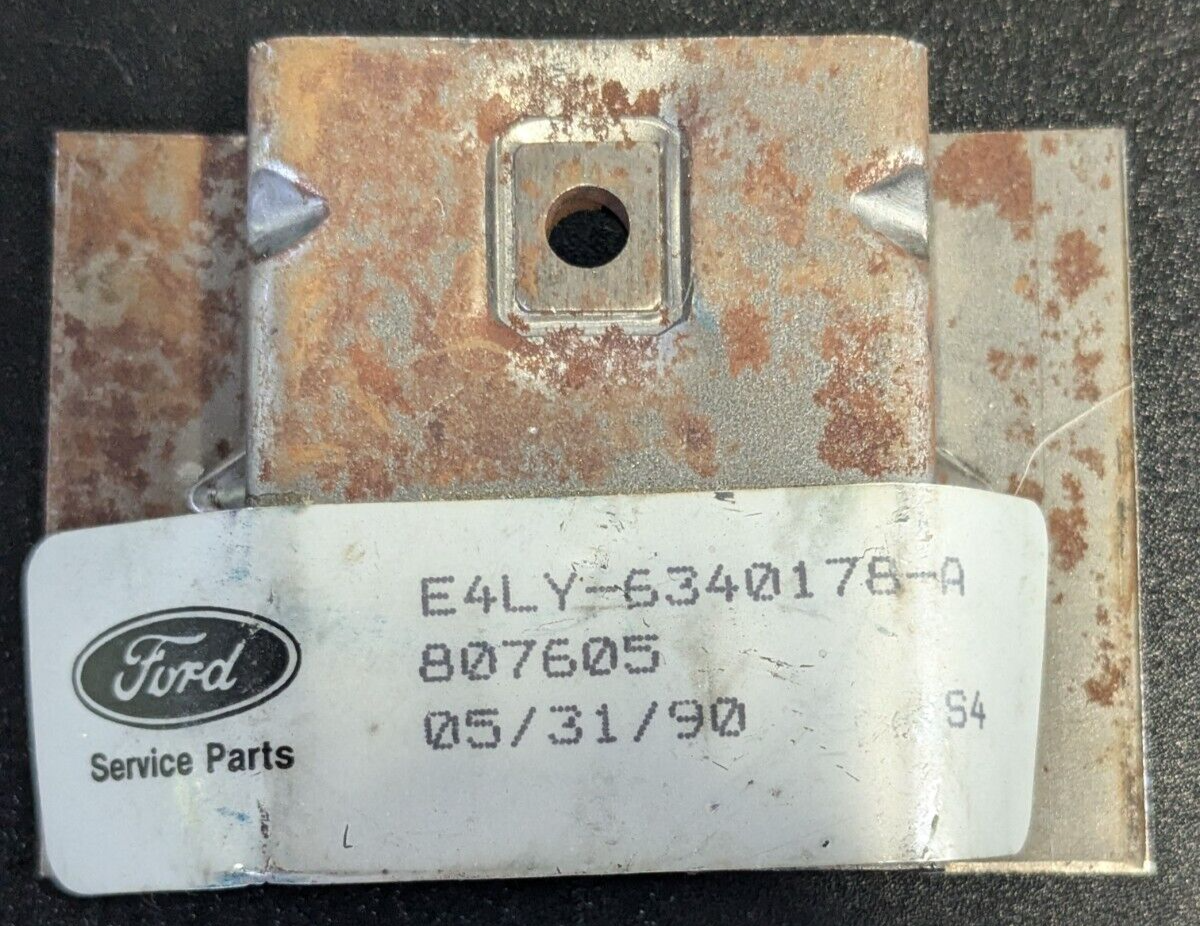 E4LY-6340178-A
807605
05/31/90
S4
Ford
Service Parts
L